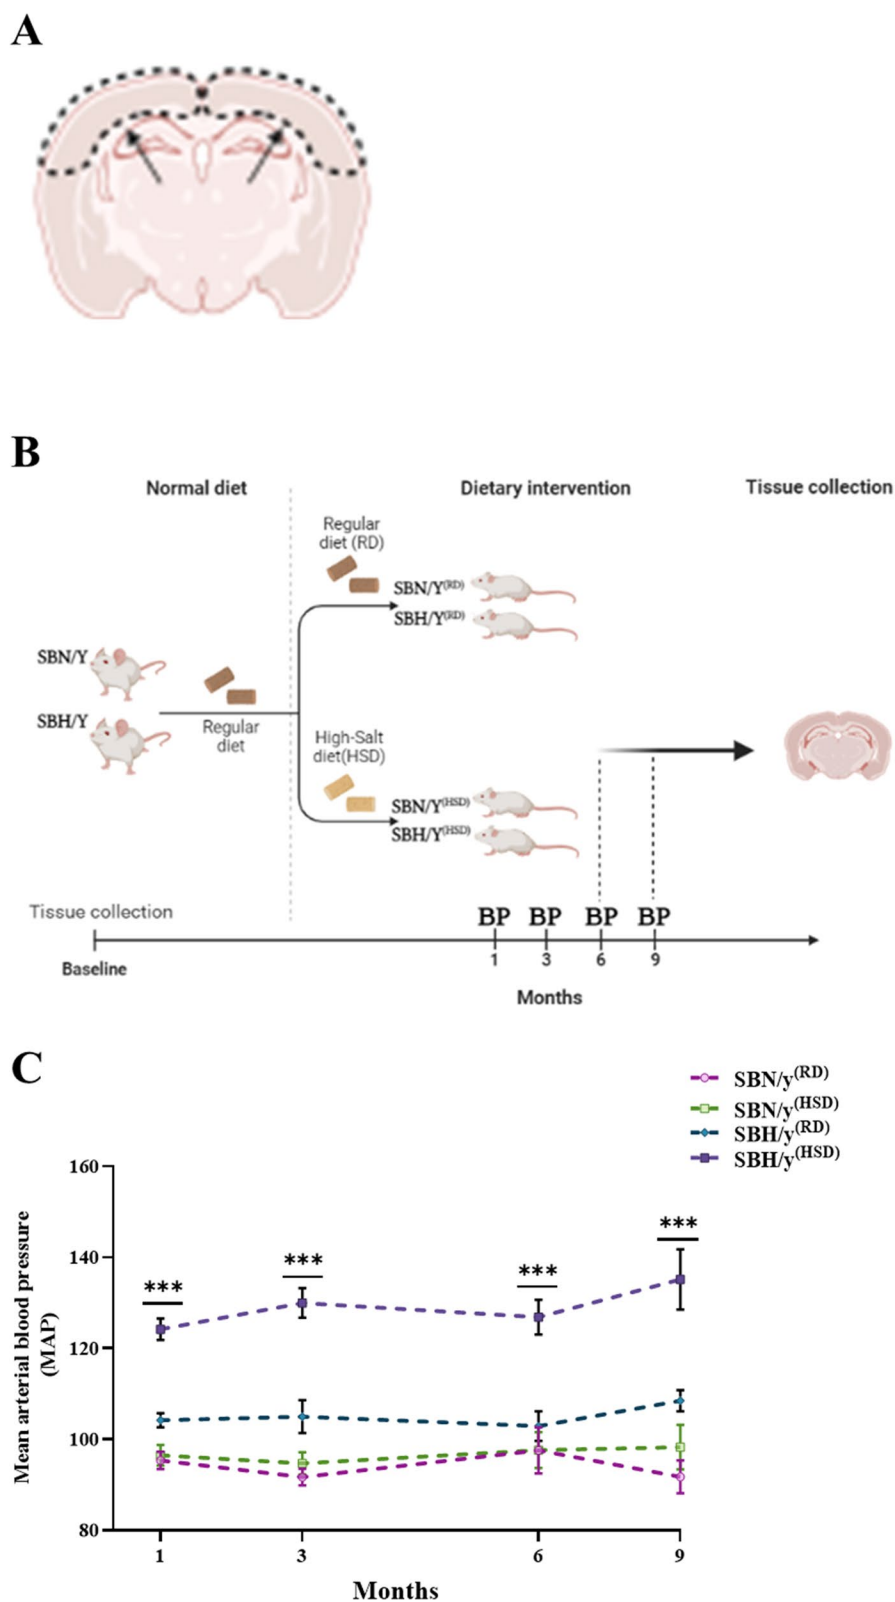 A
B
Normal diet
Dietary intervention
Tissue collection
Regular
diet (RD)
SBN/Y(RD)
SBH/Y(RD)
SBN/Y
SBH/Y
Regular
diet
High-Salt
diet(HSD)
SBN/Y(HSD)
SBH/Y(HSD)
Tissue collection
BP BP BP BP
Baseline
1 3 6 9
Months
C
SBN/y(RD)
SBN/y(HSD)
SBH/y(RD)
SBH/y(HSD)
Mean arterial blood pressure
(MAP)
160
140
120
100
80
***
***
***
***
1 3 6 9
Months